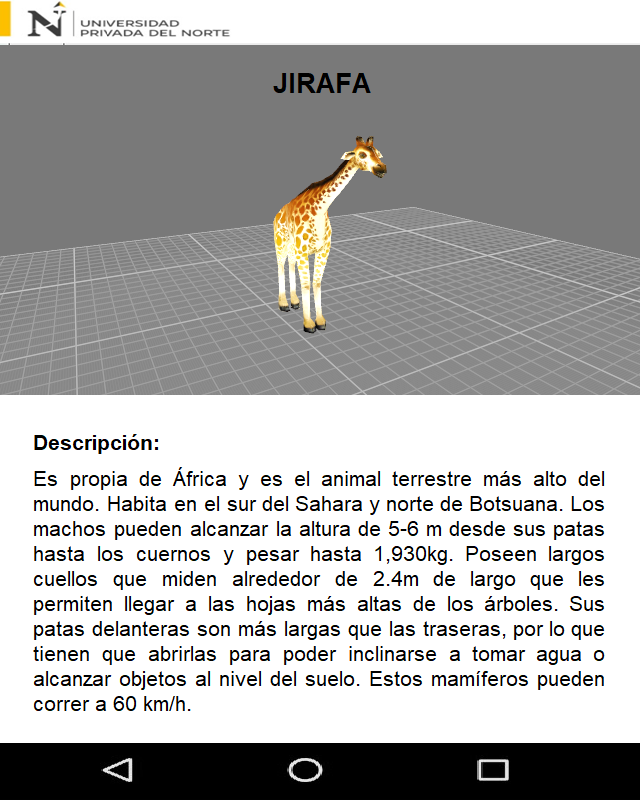 UNIVERSIDAD
PRIVADA DEL NORTE
JIRAFA
Descripción:
Es propia de África y es el animal terrestre más alto del
mundo. Habita en el sur del Sahara y norte de Botsuana. Los
machos pueden alcanzar la altura de 5-6 m desde sus patas
hasta los cuernos y pesar hasta 1,930kg. Poseen largos
cuellos que miden alrededor de 2.4m de largo que les
permiten llegar a las hojas más altas de los árboles. Sus
patas delanteras son más largas que las traseras, por lo que
tienen que abrirlas para poder inclinarse a tomar agua o
alcanzar objetos al nivel del suelo. Estos mamíferos pueden
correr a 60 km/h.